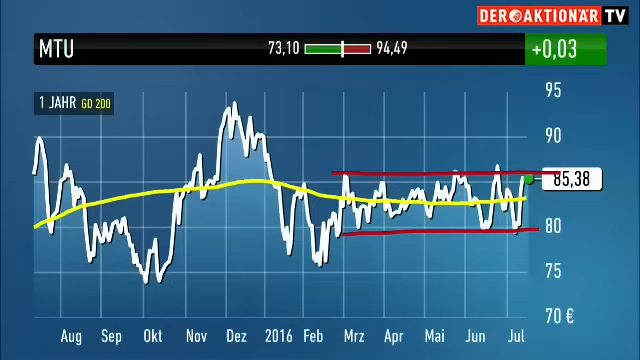 DER AKTIONÄR TV
MTU 73,10 94,49 +0,03
1 JAHR GD 200
95
90
85,38
80
75
70 €
Aug Sep Okt Nov Dez 2016 Feb Mrz Apr Mai Jun Jul